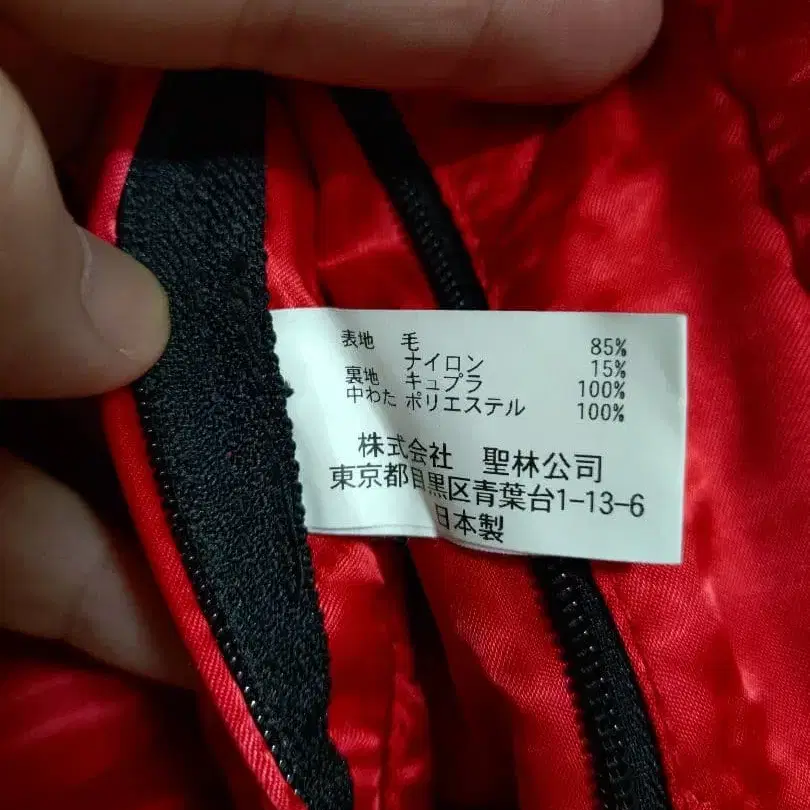 表地 毛 85%
ナイロン 15%
裏地 キュプラ 100%
中わた ポリエステル 100%
株式会社 聖林公司
東京都目黒区青葉台1-13-6
日本製